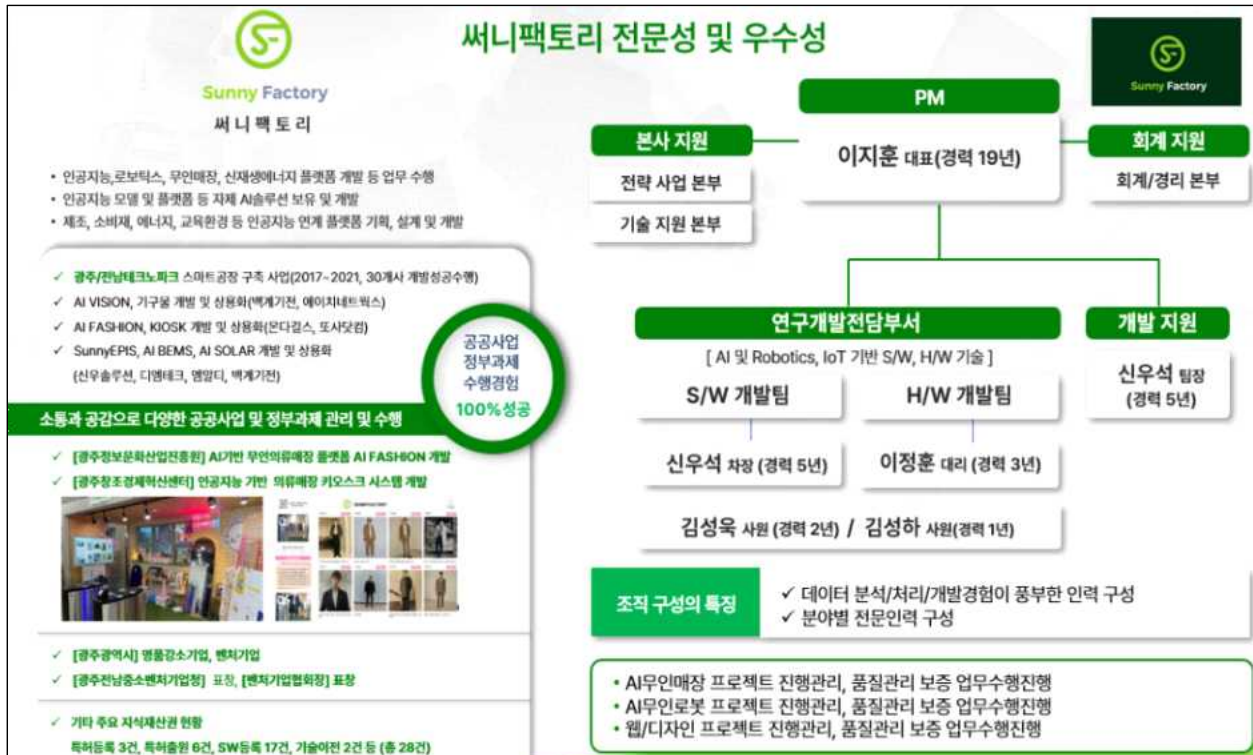 써니팩토리 전문성 및 우수성
Sunny Factory
써니팩토리
• 인공지능,로보틱스, 무인매장, 신재생에너지 플랫폼 개발 등 업무 수행
• 인공지능 모델 및 플랫폼 등 자체 AI솔루션 보유 및 개발
• 제조, 소비재, 에너지, 교육환경 등 인공지능 연계 플랫폼 기획, 설계 및 개발
✓ 광주/전남테크노파크 스마트공장 구축 사업(2017~2021, 30개사 개발성공수행)
✓ AI VISION, 기구물 개발 및 상용화(백계기전, 에이치네트웍스)
✓ AI FASHION, KIOSK 개발 및 상용화(몬다걸스, 또사닷컴)
✓ SunnyEPIS, AI BEMS, AI SOLAR 개발 및 상용화
(신우솔루션, 디엠테크, 엠알티, 백계기전)
공공사업
정부과제
수행경험
100%성공
소통과 공감으로 다양한 공공사업 및 정부과제 관리 및 수행
✓ [광주정보문화산업진흥원] AI기반 무인의류매장 플랫폼 AI FASHION 개발
✓ [광주창조경제혁신센터] 인공지능 기반 의류매장 키오스크 시스템 개발
✓ [광주광역시] 명품강소기업, 벤처기업
✓ [광주전남중소벤처기업청] 표창, [벤처기업협회장] 표창
✓ 기타 주요 지식재산권 현황
특허등록 3건, 특허출원 6건, SW등록 17건, 기술이전 2건 등 (총 28건)
Sunny Factory
PM
이지훈 대표(경력 19년)
본사 지원
전략 사업 본부
기술 지원 본부
회계 지원
회계/경리 본부
연구개발전담부서
[ AI 및 Robotics, IoT 기반 S/W, H/W 기술 ]
S/W 개발팀
H/W 개발팀
신우석 차장 (경력 5년)
이정훈 대리 (경력 3년)
김성욱 사원 (경력 2년) / 김성하 사원(경력 1년)
개발 지원
신우석 팀장
(경력 5년)
조직 구성의 특징
✓ 데이터 분석/처리/개발경험이 풍부한 인력 구성
✓ 분야별 전문인력 구성
• AI무인매장 프로젝트 진행관리, 품질관리 보증 업무수행진행
• AI무인로봇 프로젝트 진행관리, 품질관리 보증 업무수행진행
• 웹/디자인 프로젝트 진행관리, 품질관리 보증 업무수행진행